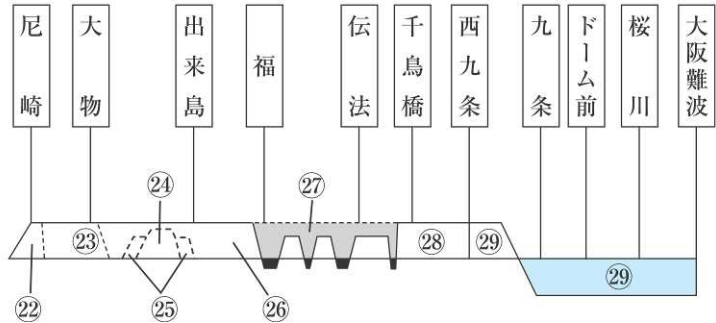 尼崎
大物
出来島
福
伝法
千鳥橋
西九条
九条
ドーム前
桜川
大阪難波
㉔
㉗
㉓
㉘
㉙
㉙
㉒
㉕
㉖